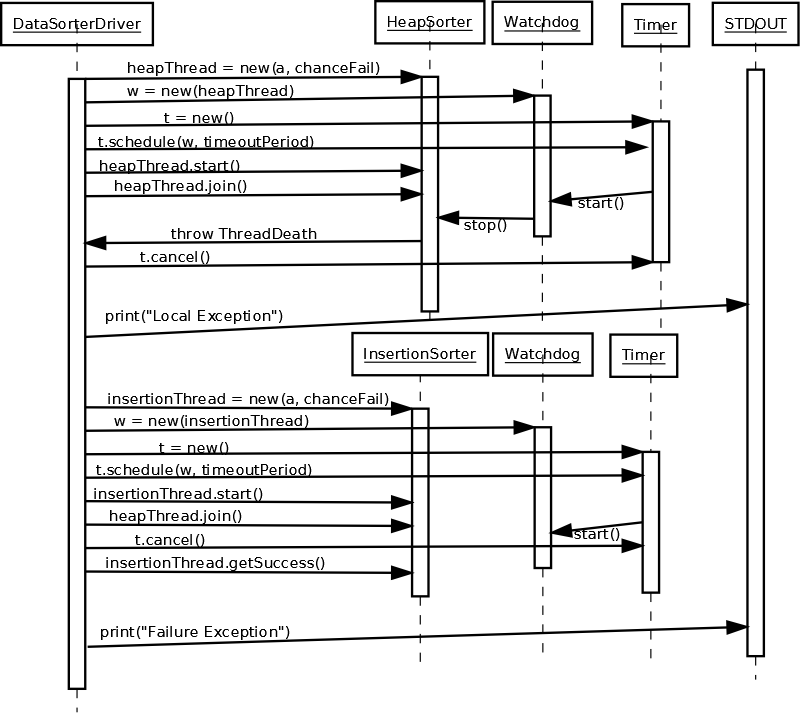 DataSorterDriver
HeapSorter
Watchdog
Timer
STDOUT
heapThread = new(a, chanceFail)
w = new(heapThread)
t = new()
t.schedule(w, timeoutPeriod)
heapThread.start()
heapThread.join()
start()
stop()
throw ThreadDeath
t.cancel()
print("Local Exception")
InsertionSorter
Watchdog
Timer
insertionThread = new(a, chanceFail)
w = new(insertionThread)
t = new()
t.schedule(w, timeoutPeriod)
insertionThread.start()
heapThread.join()
start()
t.cancel()
insertionThread.getSuccess()
print("Failure Exception")